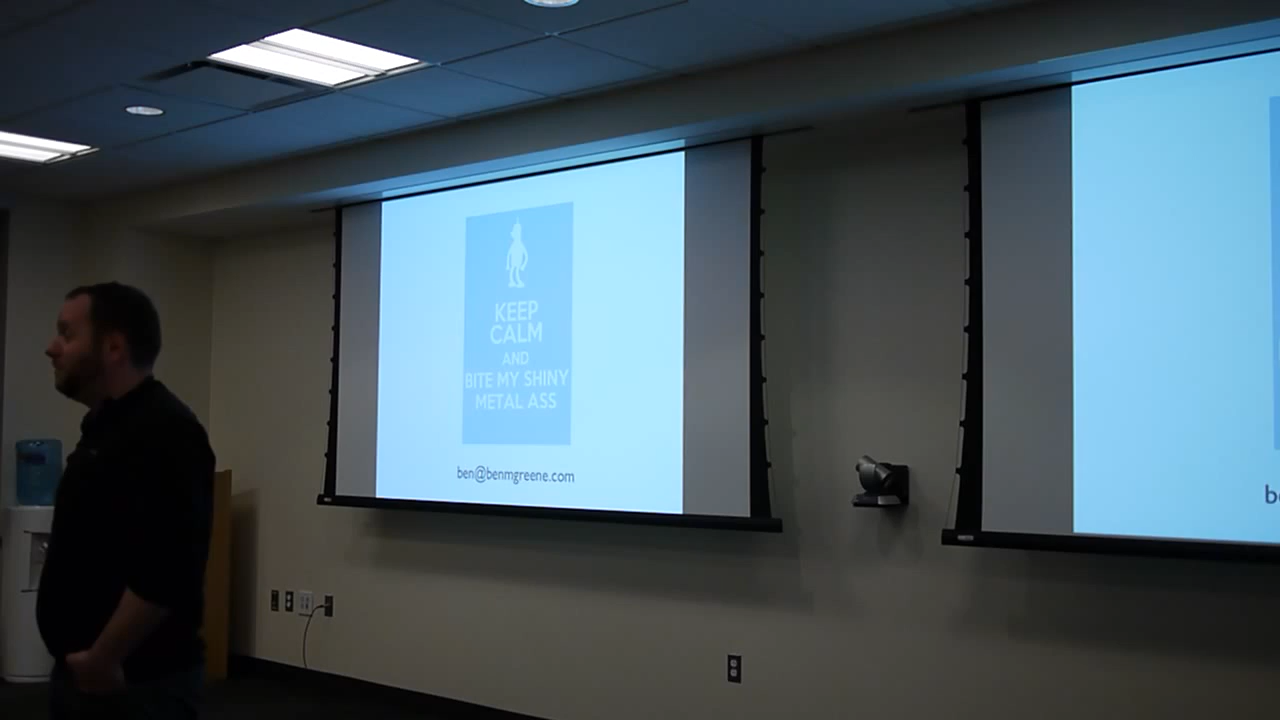 KEEP
CALM
AND
BITE MY SHINY
METAL ASS
ben@benmgreene.com